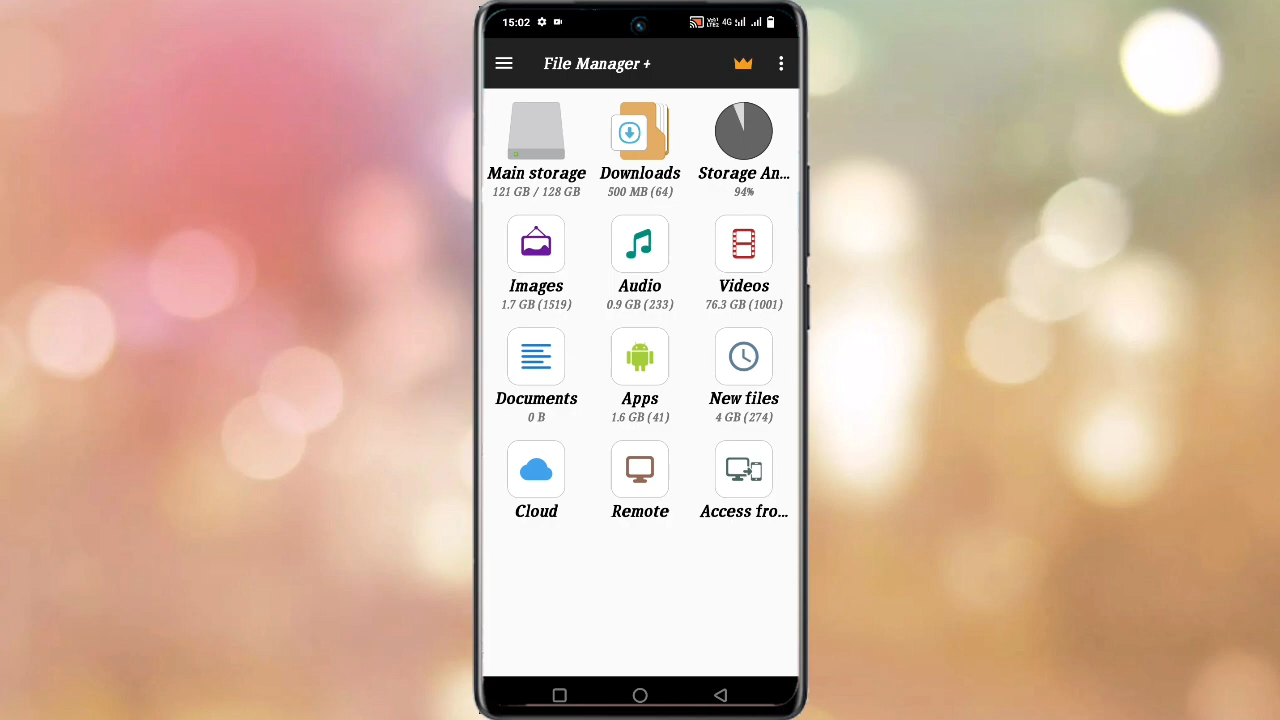 15:02
4G
File Manager +
Main storage
121 GB / 128 GB
Downloads
500 MB (64)
Storage An...
94%
Images
1.7 GB (1519)
Audio
0.9 GB (233)
Videos
76.3 GB (1001)
Documents
0 B
Apps
1.6 GB (41)
New files
4 GB (274)
Cloud
Remote
Access fro...